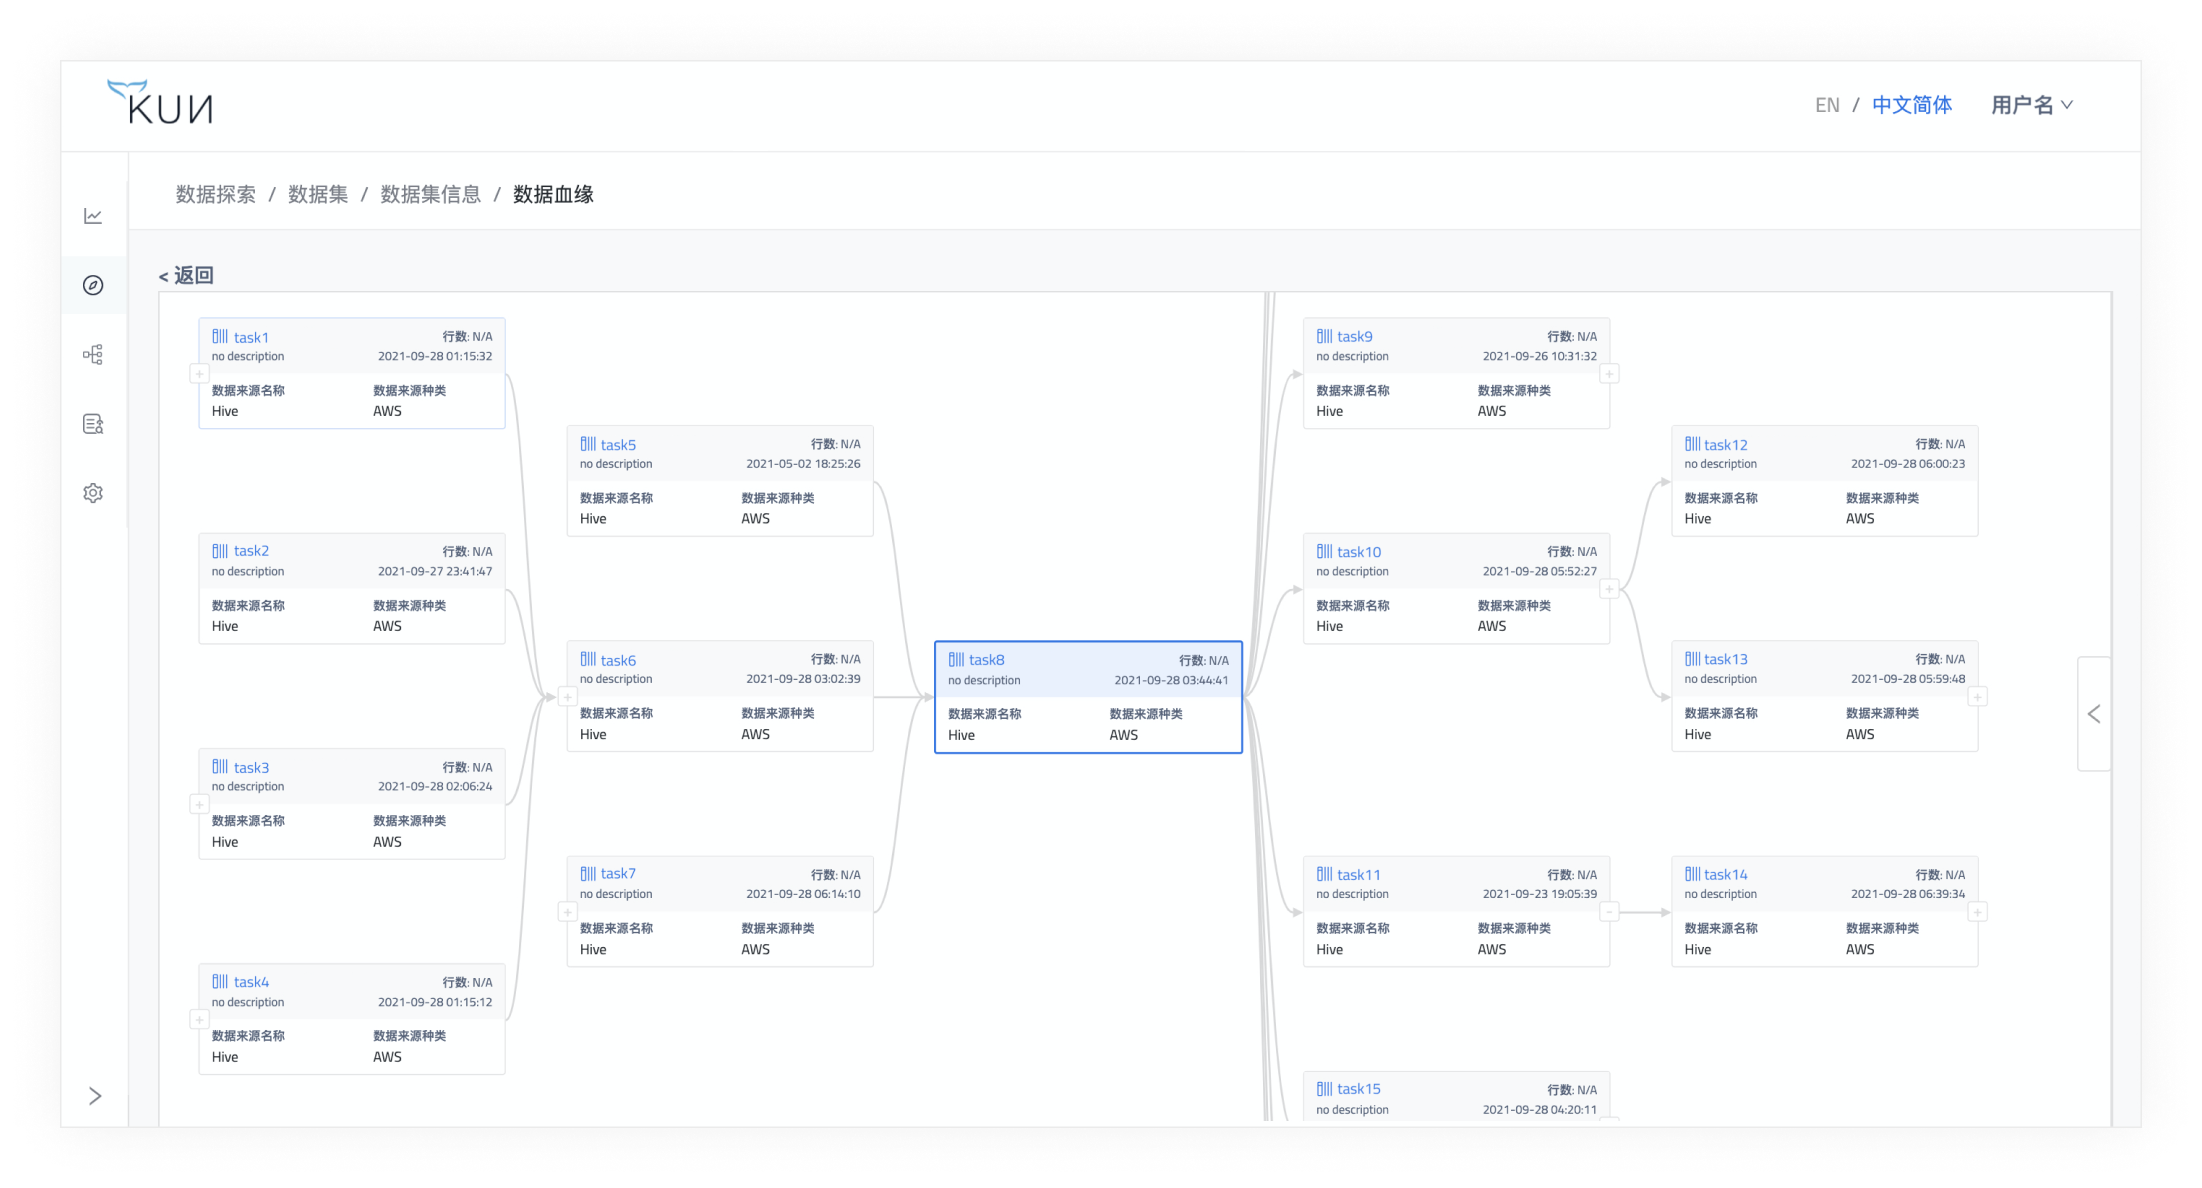 KUN
EN / 中文简体 用户名
数据探索 / 数据集 / 数据集信息 / 数据血缘
< 返回
task1 行数: N/A
no description 2021-09-28 01:15:32
数据来源名称 数据来源种类
Hive AWS
task2 行数: N/A
no description 2021-09-27 23:41:47
数据来源名称 数据来源种类
Hive AWS
task3 行数: N/A
no description 2021-09-28 02:06:24
数据来源名称 数据来源种类
Hive AWS
task4 行数: N/A
no description 2021-09-28 01:15:12
数据来源名称 数据来源种类
Hive AWS
task5 行数: N/A
no description 2021-05-02 18:25:26
数据来源名称 数据来源种类
Hive AWS
task6 行数: N/A
no description 2021-09-28 03:02:39
数据来源名称 数据来源种类
Hive AWS
task7 行数: N/A
no description 2021-09-28 06:14:10
数据来源名称 数据来源种类
Hive AWS
task8 行数: N/A
no description 2021-09-28 03:44:41
数据来源名称 数据来源种类
Hive AWS
task9 行数: N/A
no description 2021-09-26 10:31:32
数据来源名称 数据来源种类
Hive AWS
task10 行数: N/A
no description 2021-09-28 05:52:27
数据来源名称 数据来源种类
Hive AWS
task11 行数: N/A
no description 2021-09-23 19:05:39
数据来源名称 数据来源种类
Hive AWS
task15 行数: N/A
no description 2021-09-28 04:20:11
task12 行数: N/A
no description 2021-09-28 06:00:23
数据来源名称 数据来源种类
Hive AWS
task13 行数: N/A
no description 2021-09-28 05:59:48
数据来源名称 数据来源种类
Hive AWS
task14 行数: N/A
no description 2021-09-28 06:39:34
数据来源名称 数据来源种类
Hive AWS